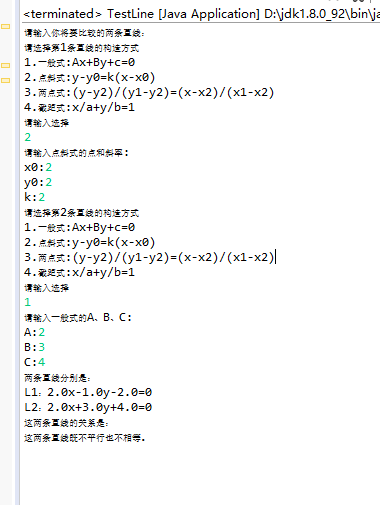 <terminated> TestLine [Java Application] D:\jdk1.8.0_92\bin\ja
请输入你将要比较的两条直线:
请选择第1条直线的构造方式
1.一般式:Ax+By+c=0
2.点斜式:y-y0=k(x-x0)
3.两点式:(y-y2)/(y1-y2)=(x-x2)/(x1-x2)
4.截距式:x/a+y/b=1
请输入选择
2
请输入点斜式的点和斜率:
x0:2
y0:2
k:2
请选择第2条直线的构造方式
1.一般式:Ax+By+c=0
2.点斜式:y-y0=k(x-x0)
3.两点式:(y-y2)/(y1-y2)=(x-x2)/(x1-x2)
4.截距式:x/a+y/b=1
请输入选择
1
请输入一般式的A、B、C:
A:2
B:3
C:4
两条直线分别是:
L1: 2.0x-1.0y-2.0=0
L2: 2.0x+3.0y+4.0=0
这两条直线的关系是:
这两条直线既不平行也不相等。